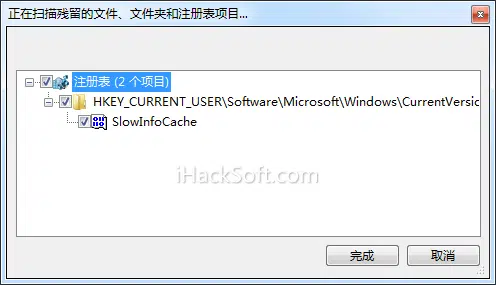 正在扫描残留的文件、文件夹和注册表项目...
注册表 (2 个项目)
HKEY_CURRENT_USER\Software\Microsoft\Windows\CurrentVersic
SlowInfoCache
iHackSoft.com
完成
取消